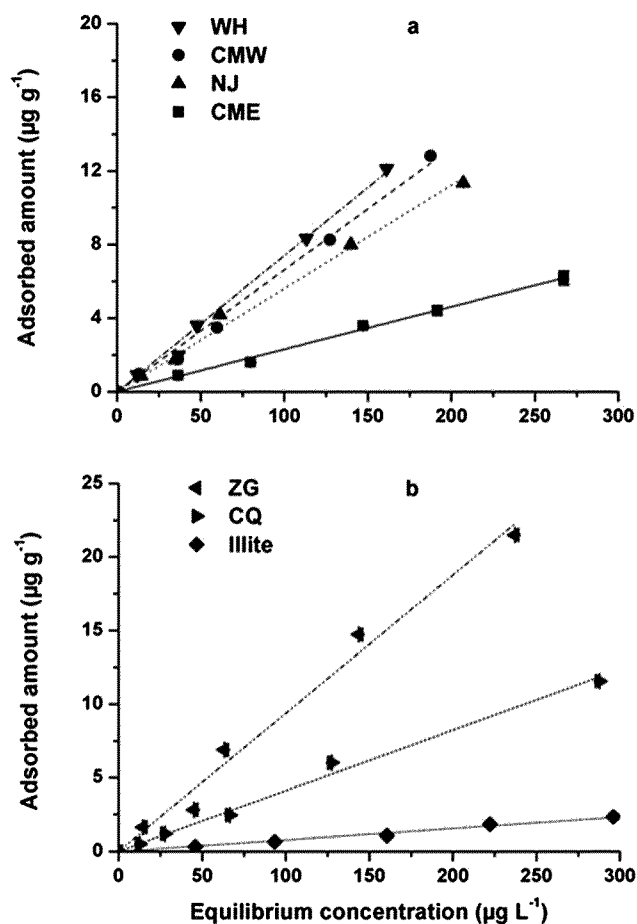 a
WH
CMW
NJ
CME
Adsorbed amount (µg g⁻¹)
20
16
12
8
4
0
0 50 100 150 200 250 300
b
ZG
CQ
Illite
Adsorbed amount (µg g⁻¹)
25
20
15
10
5
0
0 50 100 150 200 250 300
Equilibrium concentration (µg L⁻¹)